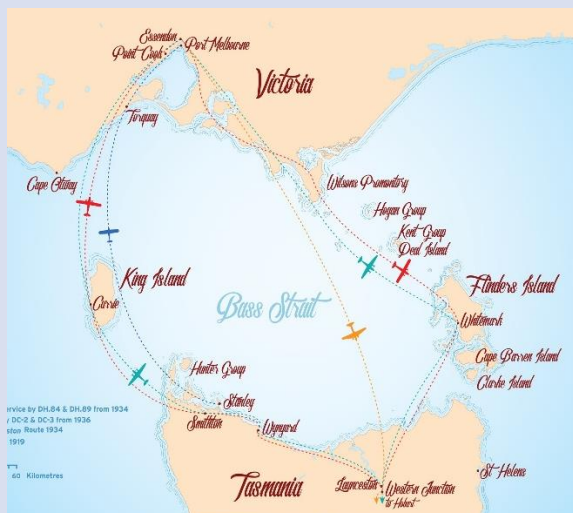 Essendon
Point Cook
Port Melbourne
Victoria
Torquay
Cape Otway
Wilsons Promontory
Hogan Group
Kent Group
Deal Island
King Island
Currie
Bass Strait
Flinders Island
Whitemark
Cape Barren Island
Clarke Island
Hunter Group
Stanley
Smithton
Wynyard
ervice by DH.84 & DH.89 from 1934
y DC-2 & DC-3 from 1936
ston Route 1934
1919
60 Kilometres
Tasmania
Launceston
Western Junction
to Hobart
St Helens